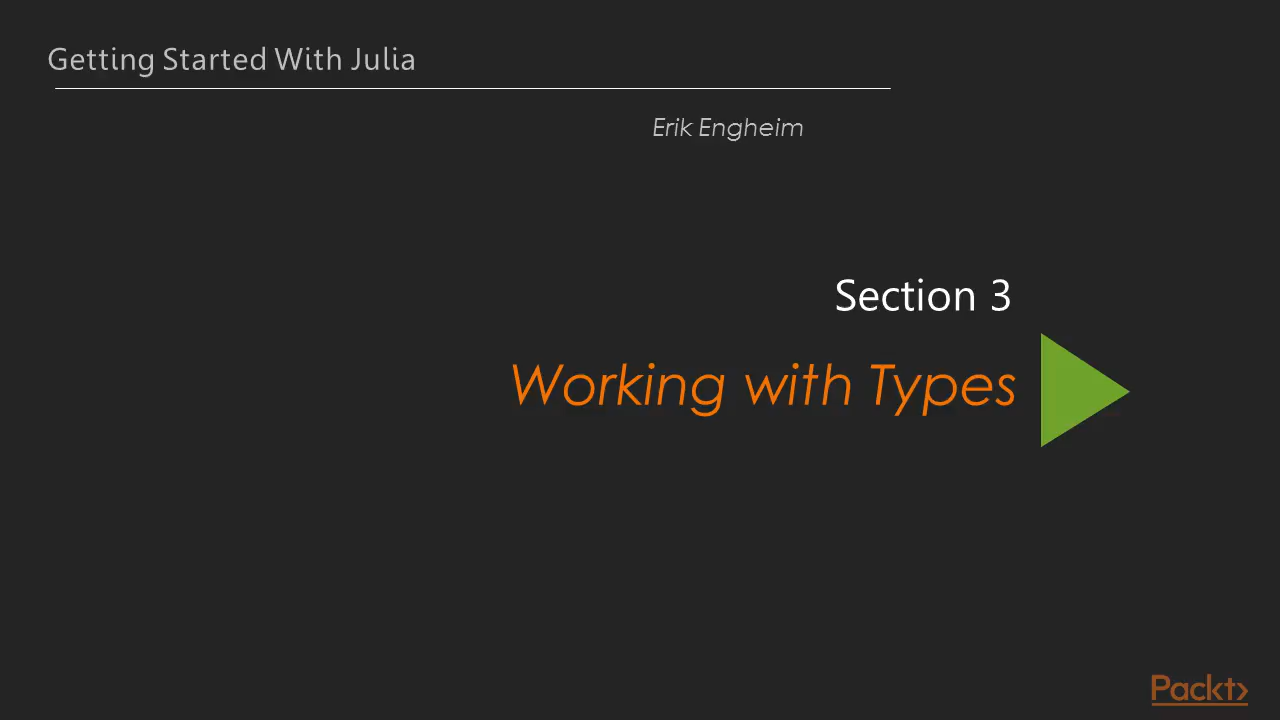 Getting Started With Julia
Erik Engheim
Section 3
Working with Types
Packt>